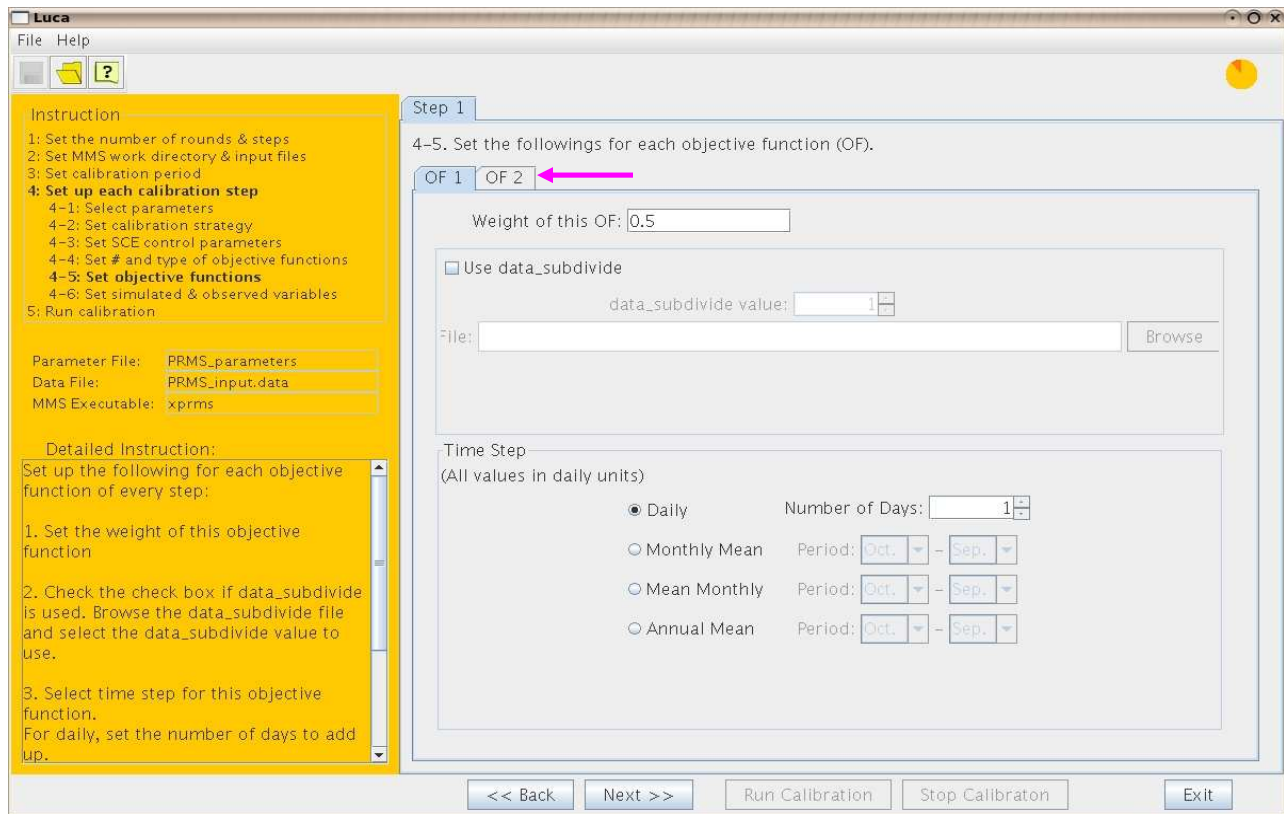 Luca
File Help
Instruction
1: Set the number of rounds & steps
2: Set MMS work directory & input files
3: Set calibration period
4: Set up each calibration step
4-1: Select parameters
4-2: Set calibration strategy
4-3: Set SCE control parameters
4-4: Set # and type of objective functions
4-5: Set objective functions
4-6: Set simulated & observed variables
5: Run calibration
Parameter File: PRMS_parameters
Data File: PRMS_input.data
MMS Executable: xprms
Detailed Instruction:
Set up the following for each objective
function of every step:
1. Set the weight of this objective
function
2. Check the check box if data_subdivide
is used. Browse the data_subdivide file
and select the data_subdivide value to
use.
3. Select time step for this objective
function.
For daily, set the number of days to add
up.
Step 1
4-5. Set the followings for each objective function (OF).
OF 1 OF 2
Weight of this OF: 0.5
Use data_subdivide
data_subdivide value: 1
File: Browse
Time Step
(All values in daily units)
Daily Number of Days: 1
Monthly Mean Period: Oct. - Sep.
Mean Monthly Period: Oct. - Sep.
Annual Mean Period: Oct. - Sep.
<< Back Next >> Run Calibration Stop Calibraton Exit